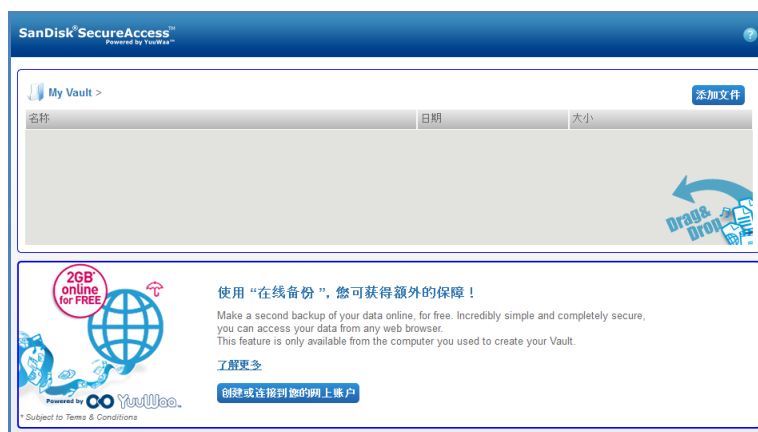 SanDisk®SecureAccess™
Powered by YuuWaa™
?
My Vault >
添加文件
名称 日期 大小
Drag&
Drop
2GB*
online
for FREE
使用 “在线备份 ”, 您可获得额外的保障！
Make a second backup of your data online, for free. Incredibly simple and completely secure,
you can access your data from any web browser.
This feature is only available from the computer you used to create your Vault.
了解更多
创建或连接到您的网上账户
Powered by YuuWaa
* Subject to Terms & Conditions